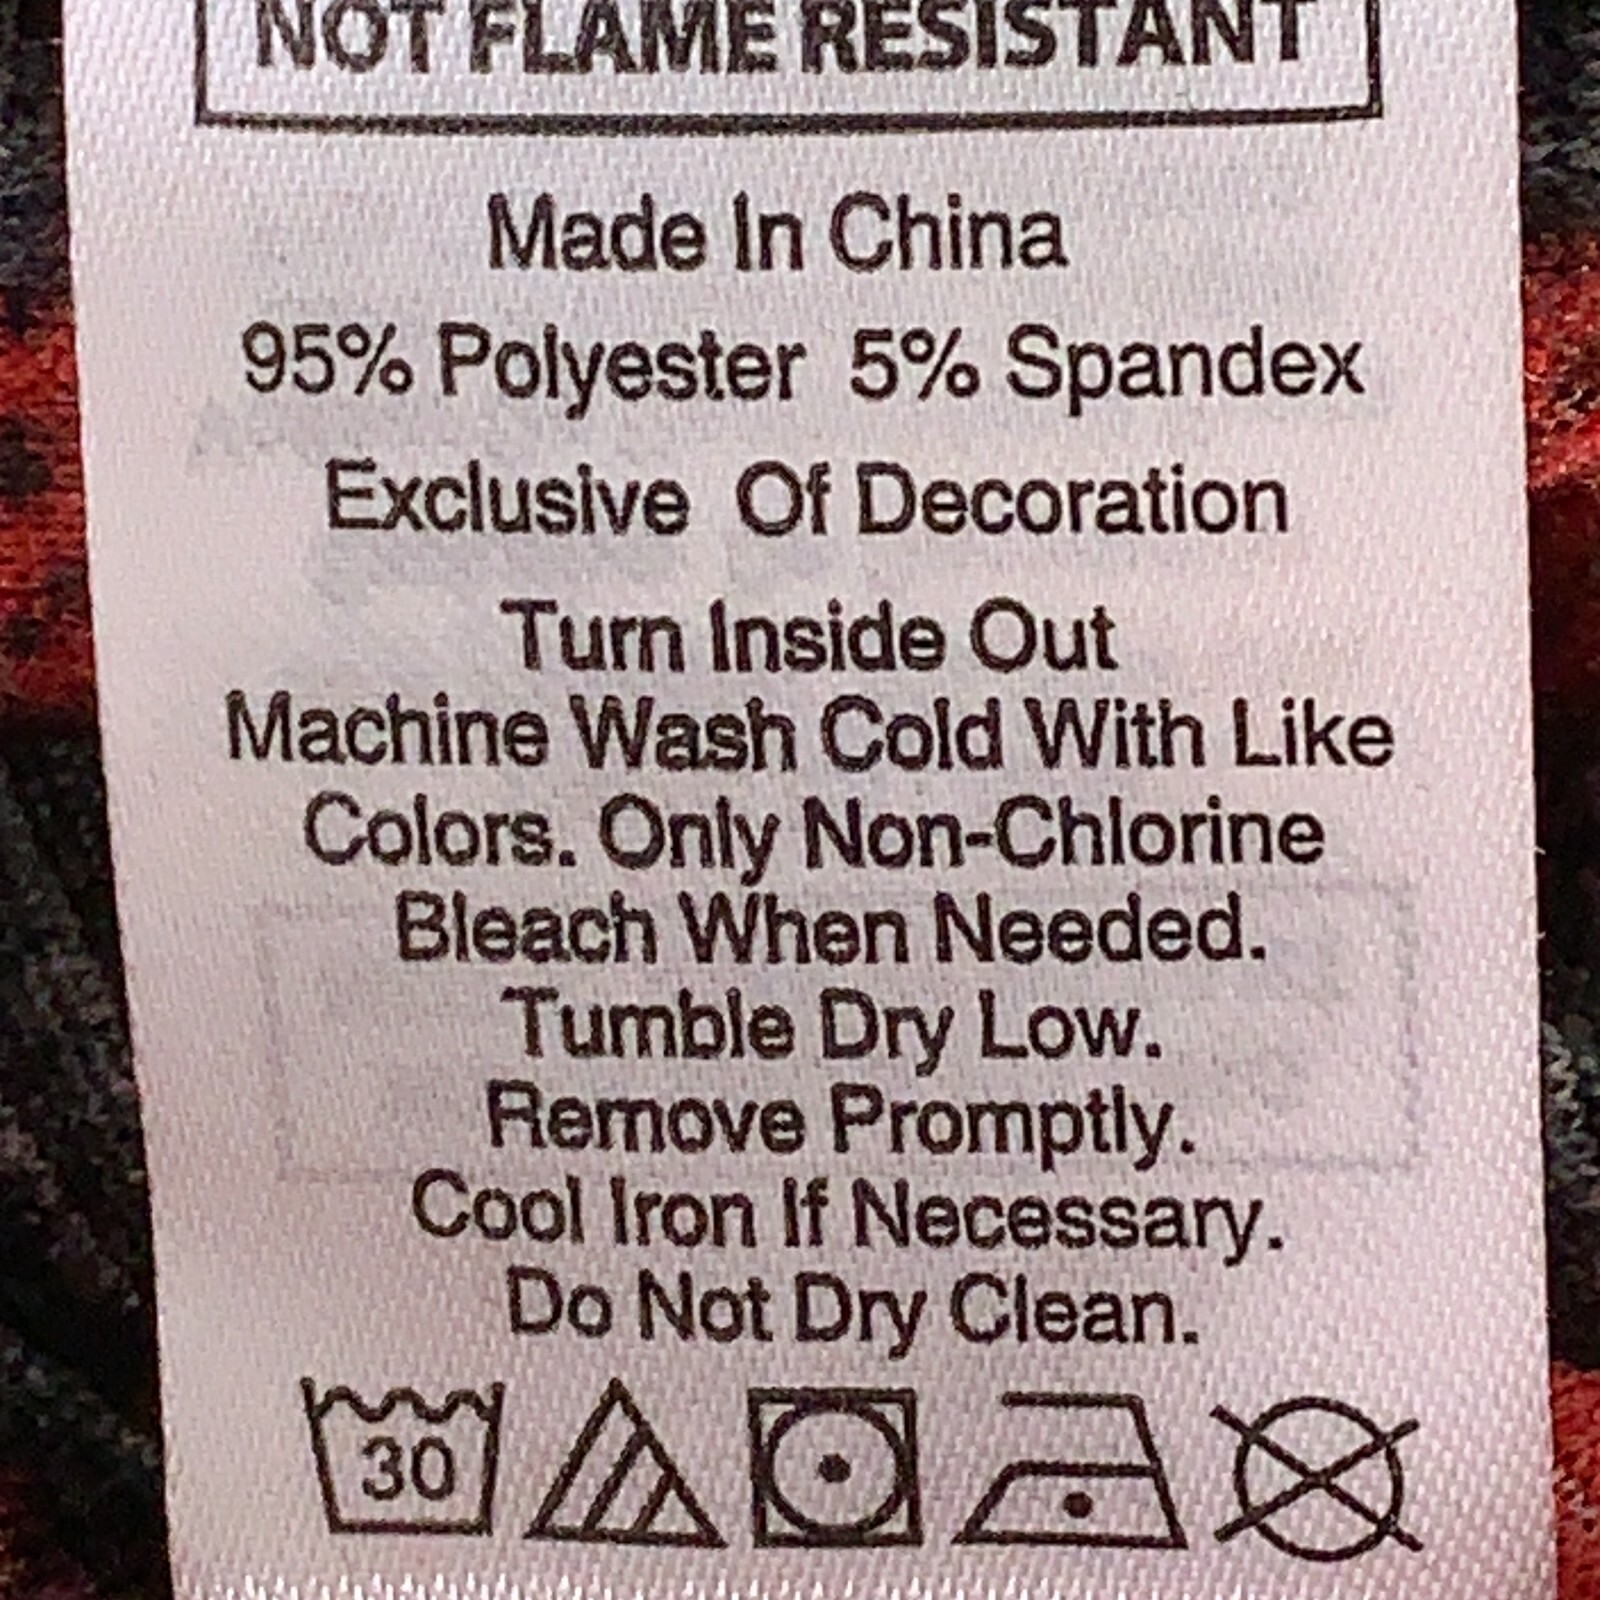 NOT FLAME RESISTANT
Made In China
95% Polyester 5% Spandex
Exclusive Of Decoration
Turn Inside Out
Machine Wash Cold With Like
Colors. Only Non-Chlorine
Bleach When Needed.
Tumble Dry Low.
Remove Promptly.
Cool Iron If Necessary.
Do Not Dry Clean.
30